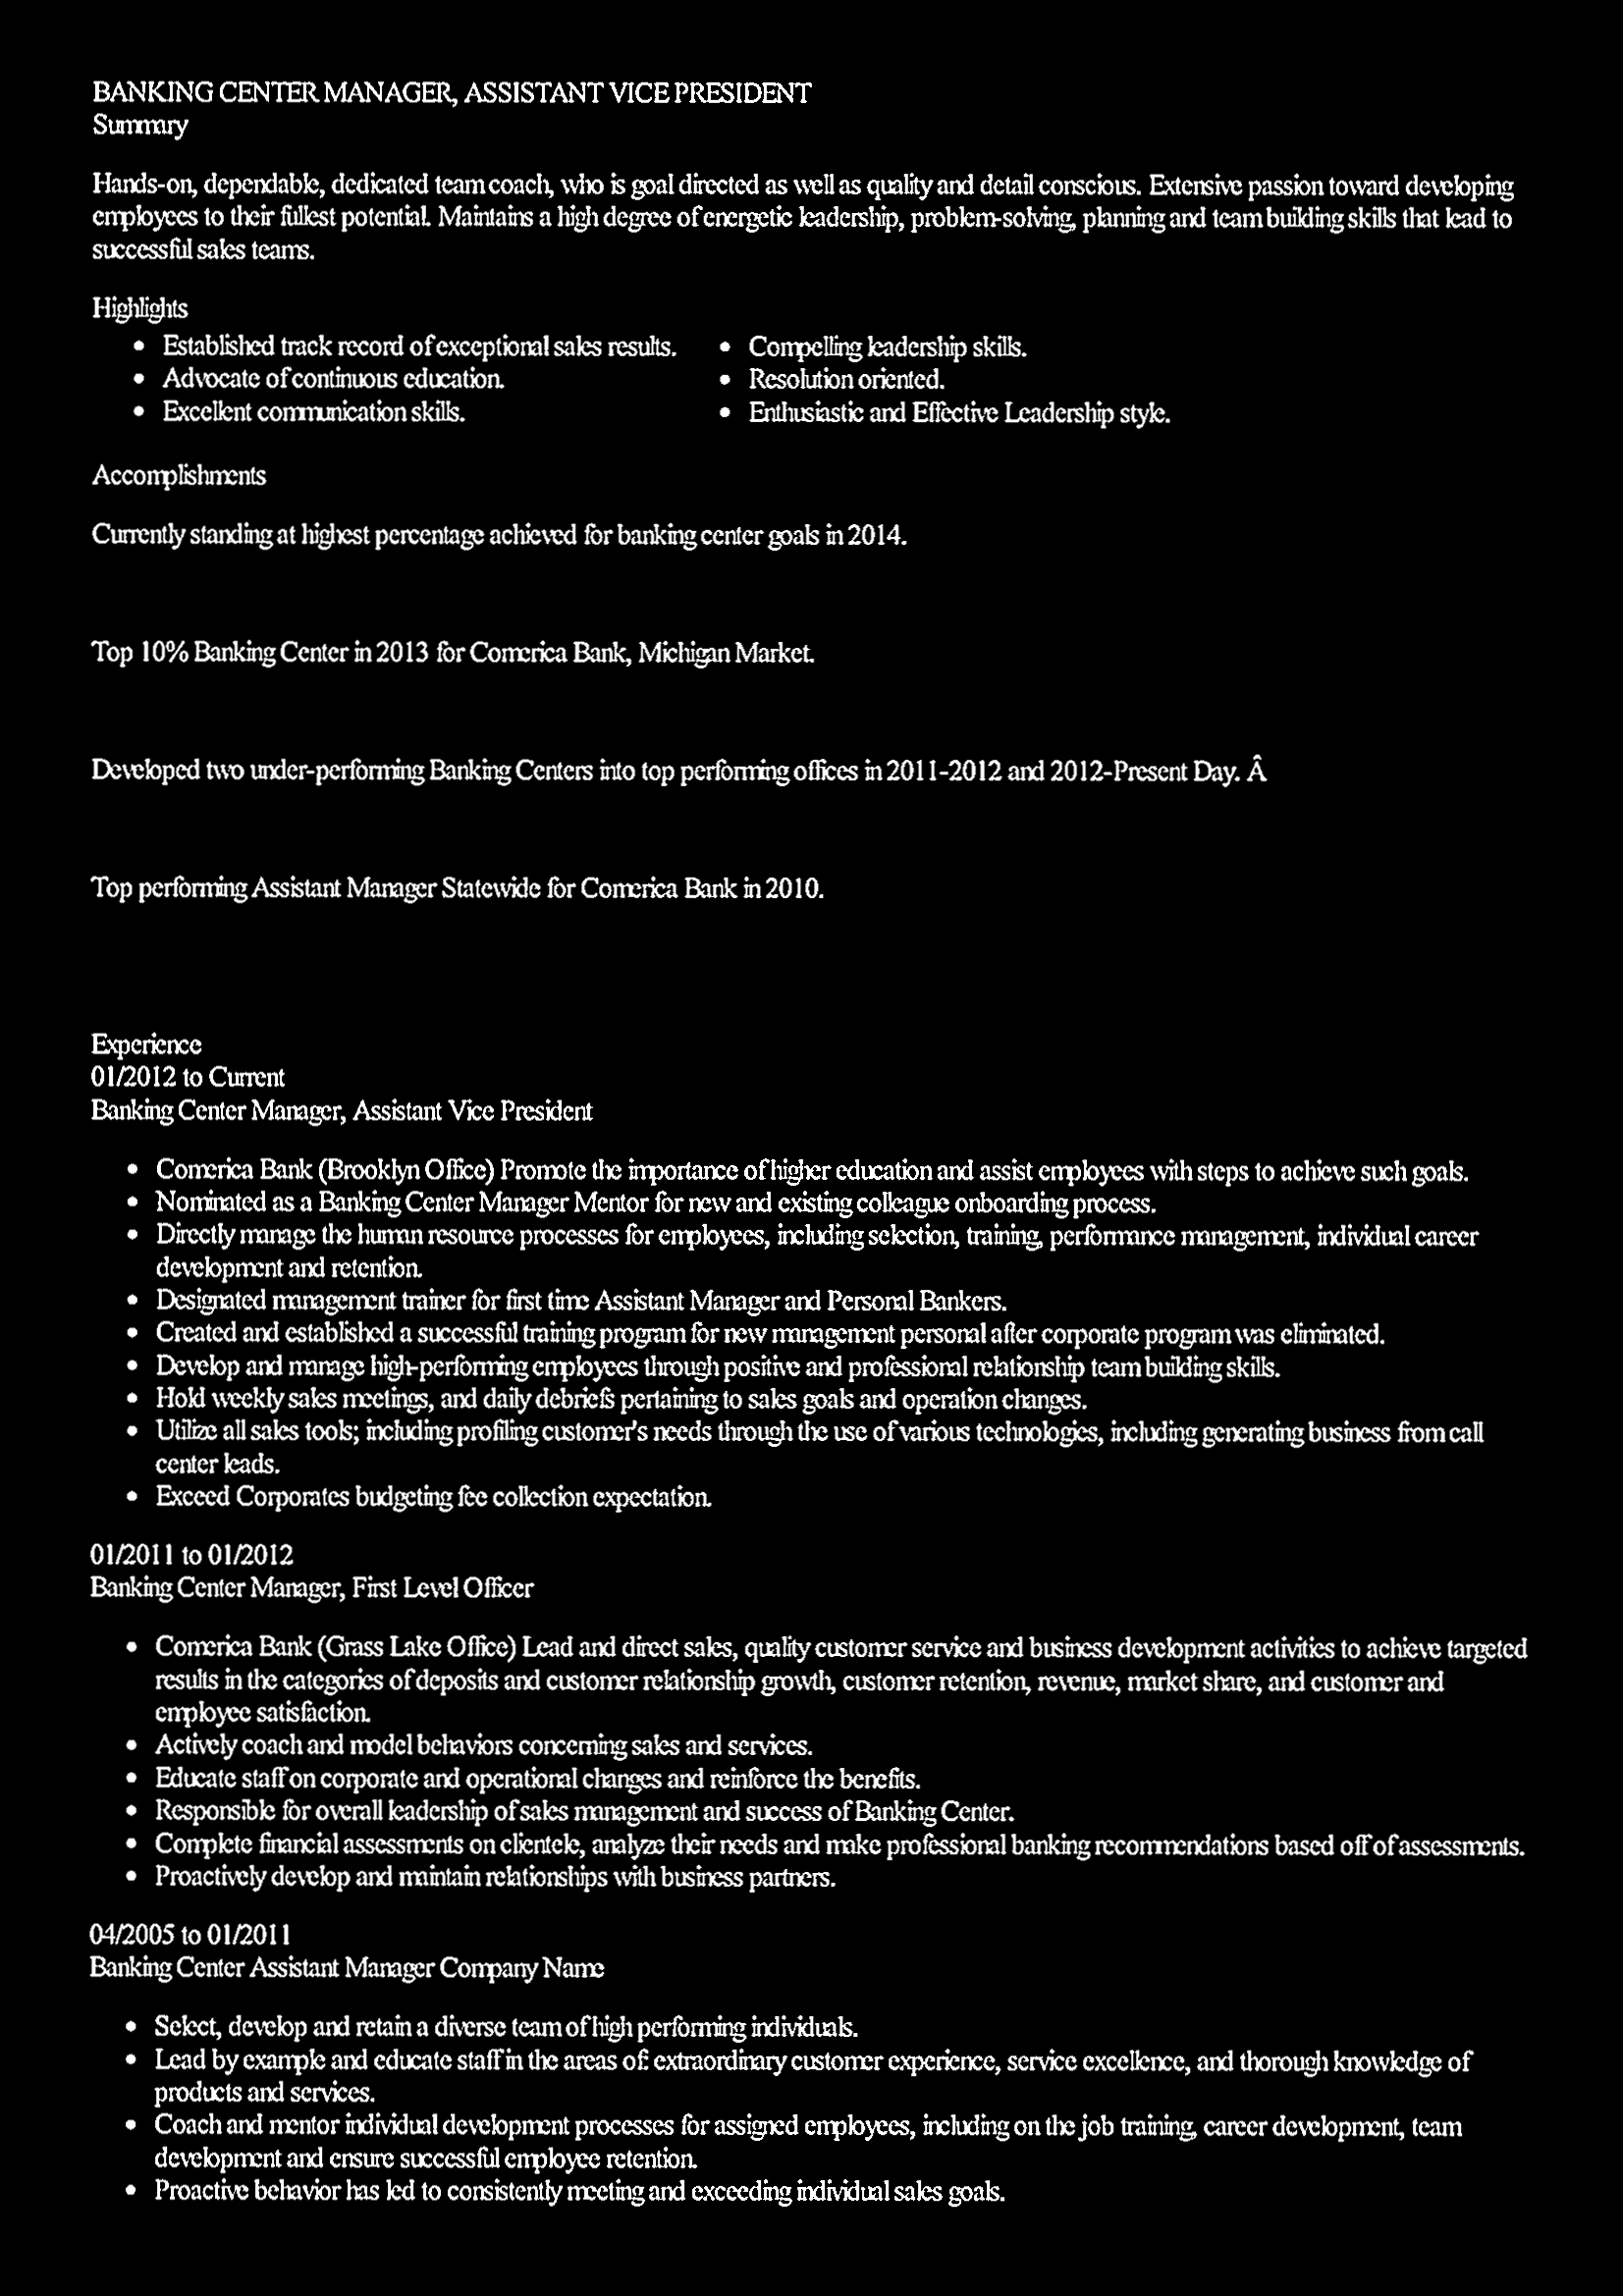 BANKING CENTER MANAGER, ASSISTANT VICE PRESIDENT
Summary
Hands-on, dependable, dedicated team coach, who is goal directed as well as quality and detail conscious. Extensive passion toward developing
employees to their fullest potential. Maintains a high degree of energetic leadership, problem-solving, planning and team building skills that lead to
successful sales teams.
Highlights
• Established track record of exceptional sales results.
• Advocate of continuous education.
• Excellent communication skills.
• Compelling leadership skills.
• Resolution oriented.
• Enthusiastic and Effective Leadership style.
Accomplishments
Currently standing at highest percentage achieved for banking center goals in 2014.
Top 10% Banking Center in 2013 for Comerica Bank, Michigan Market.
Developed two under-performing Banking Centers into top performing offices in 2011-2012 and 2012-Present Day. Â
Top performing Assistant Manager Statewide for Comerica Bank in 2010.
Experience
01/2012 to Current
Banking Center Manager, Assistant Vice President
• Comerica Bank (Brooklyn Office) Promote the importance of higher education and assist employees with steps to achieve such goals.
• Nominated as a Banking Center Manager Mentor for new and existing colleague onboarding process.
• Directly manage the human resource processes for employees, including selection, training, performance management, individual career
development and retention.
• Designated management trainer for first time Assistant Manager and Personal Bankers.
• Created and established a successful training program for new management personal after corporate program was eliminated.
• Develop and manage high-performing employees through positive and professional relationship team building skills.
• Hold weekly sales meetings, and daily debriefs pertaining to sales goals and operation changes.
• Utilize all sales tools; including profiling customer's needs through the use of various technologies, including generating business from call
center leads.
• Exceed Corporates budgeting fee collection expectation.
01/2011 to 01/2012
Banking Center Manager, First Level Officer
• Comerica Bank (Grass Lake Office) Lead and direct sales, quality customer service and business development activities to achieve targeted
results in the categories of deposits and customer relationship growth, customer retention, revenue, market share, and customer and
employee satisfaction.
• Actively coach and model behaviors concerning sales and services.
• Educate staff on corporate and operational changes and reinforce the benefits.
• Responsible for overall leadership of sales management and success of Banking Center.
• Complete financial assessments on clientele, analyze their needs and make professional banking recommendations based off of assessments.
• Proactively develop and maintain relationships with business partners.
04/2005 to 01/2011
Banking Center Assistant Manager Company Name
• Select, develop and retain a diverse team of high performing individuals.
• Lead by example and educate staff in the areas of: extraordinary customer experience, service excellence, and thorough knowledge of
products and services.
• Coach and mentor individual development processes for assigned employees, including on the job training, career development, team
development and ensure successful employee retention.
• Proactive behavior has led to consistently meeting and exceeding individual sales goals.